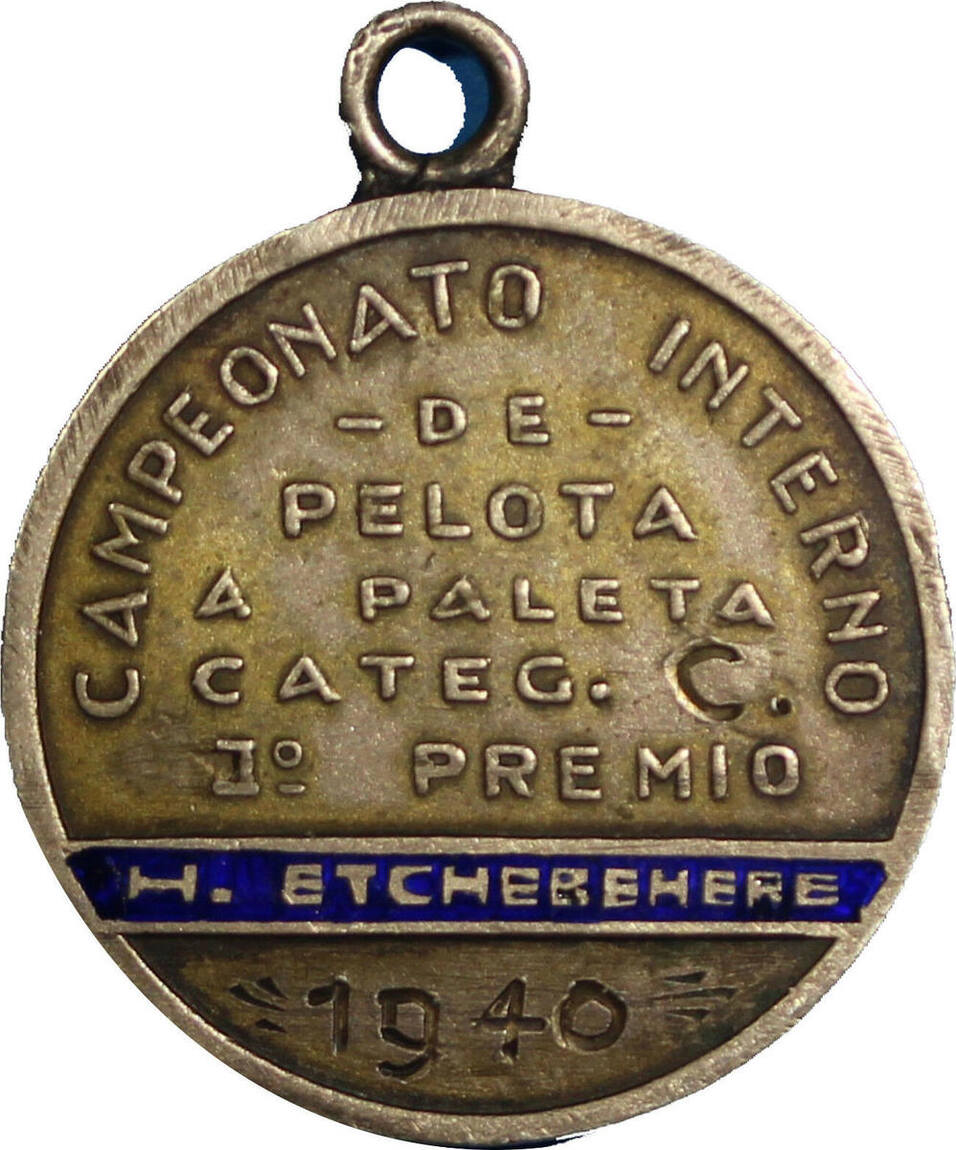 CAMPEONATO INTERNO
- DE -
PELOTA
A PALETA
CATEG. C.
1º PREMIO
H. ETCHEBEHERE
1940